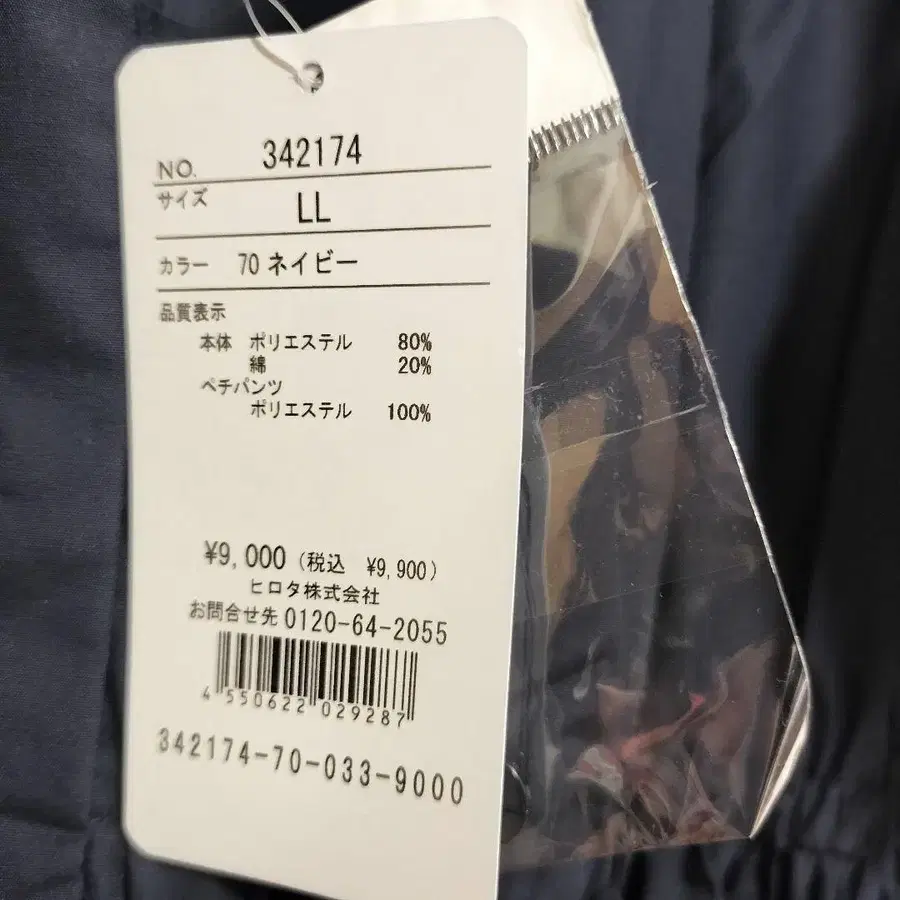 NO. 342174
サイズ LL
カラー 70 ネイビー
品質表示
本体 ポリエステル 80%
綿 20%
ペチパンツ
ポリエステル 100%
¥9,000 (税込 ¥9,900)
ヒロタ株式会社
お問合せ先 0120-64-2055
4 550622 029287
342174-70-033-9000